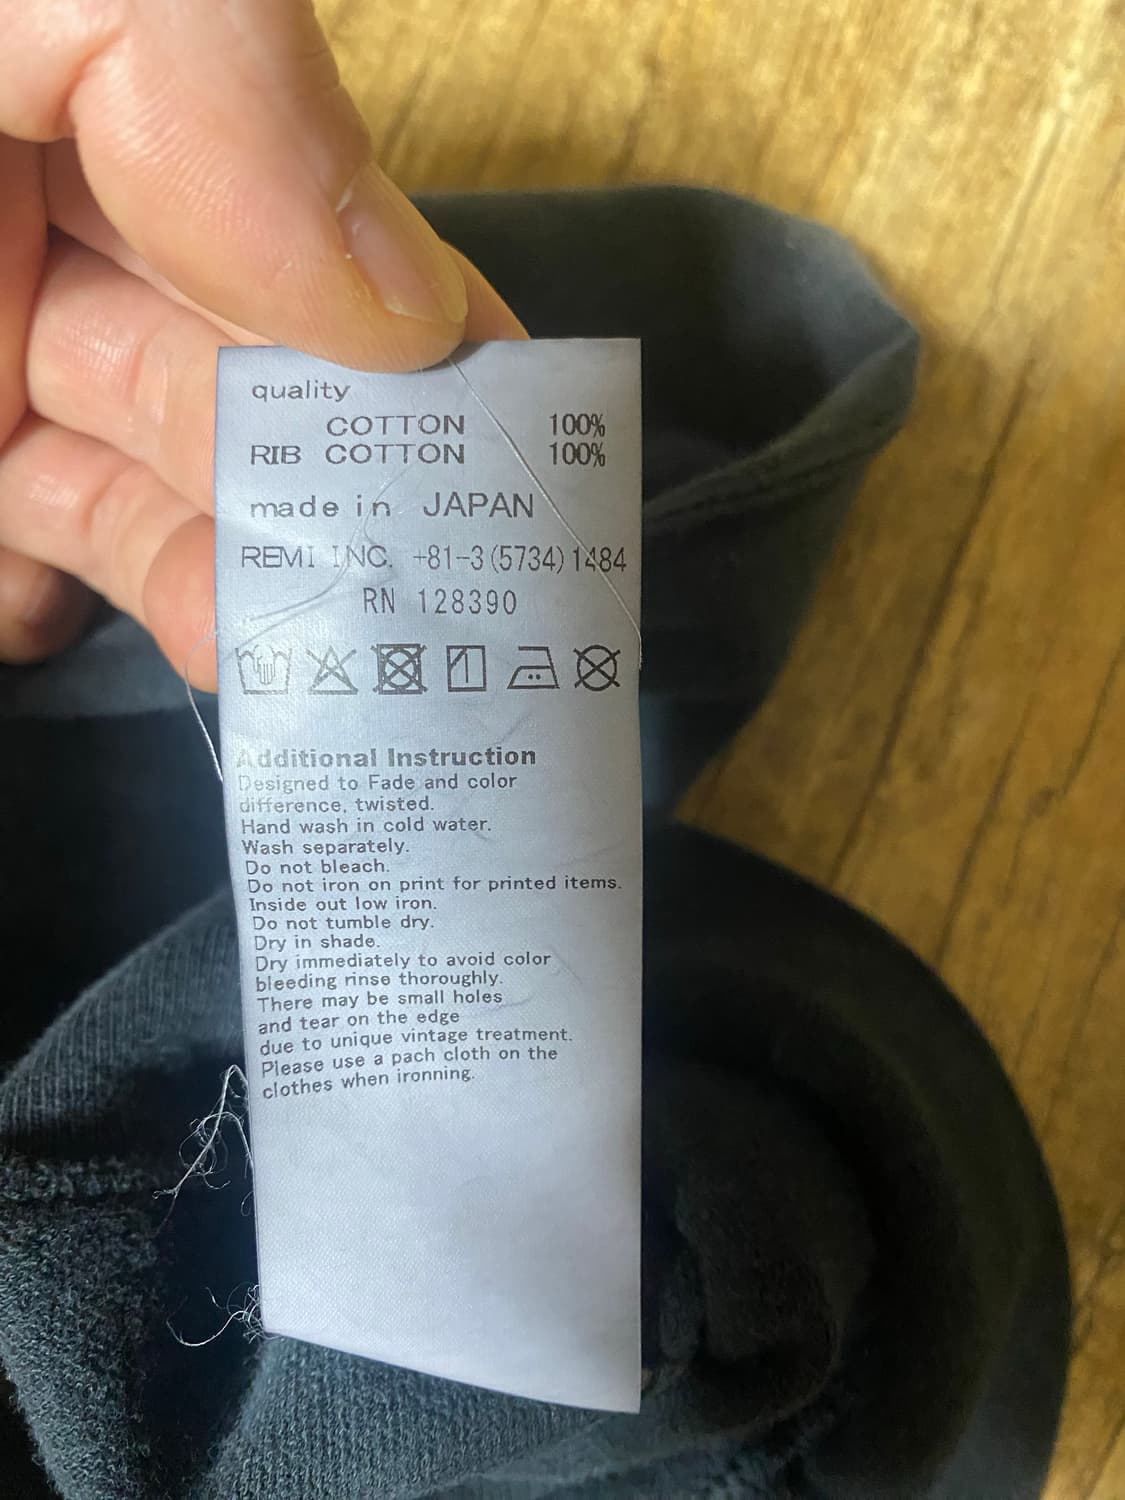 quality
COTTON 100%
RIB COTTON 100%
made in JAPAN
REMI INC. +81-3(5734)1484
RN 128390
Additional Instruction
Designed to Fade and color
difference, twisted.
Hand wash in cold water.
Wash separately.
Do not bleach.
Do not iron on print for printed items.
Inside out low iron.
Do not tumble dry.
Dry in shade.
Dry immediately to avoid color
bleeding rinse thoroughly.
There may be small holes
and tear on the edge
due to unique vintage treatment.
Please use a pach cloth on the
clothes when ironning.